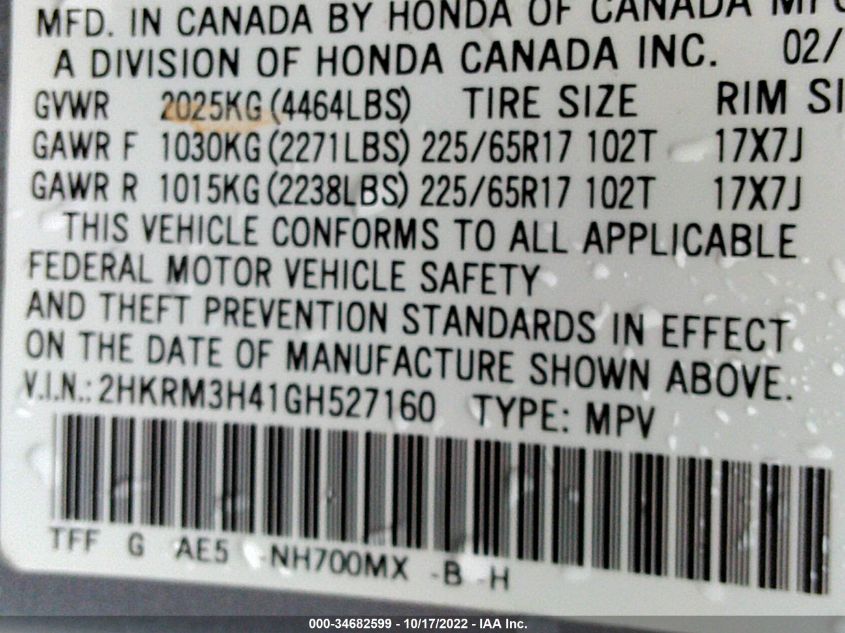 MFD. IN CANADA BY HONDA OF CANADA
A DIVISION OF HONDA CANADA INC. 02/
GVWR 2025KG (4464LBS) TIRE SIZE RIM
GAWR F 1030KG (2271LBS) 225/65R17 102T 17X7J
GAWR R 1015KG (2238LBS) 225/65R17 102T 17X7J
THIS VEHICLE CONFORMS TO ALL APPLICABLE
FEDERAL MOTOR VEHICLE SAFETY
AND THEFT PREVENTION STANDARDS IN EFFECT
ON THE DATE OF MANUFACTURE SHOWN ABOVE.
V.I.N.: 2HKRM3H41GH527160 TYPE: MPV
TFF G AE5 -NH700MX -B -H
000-34682599 - 10/17/2022 - IAA Inc.